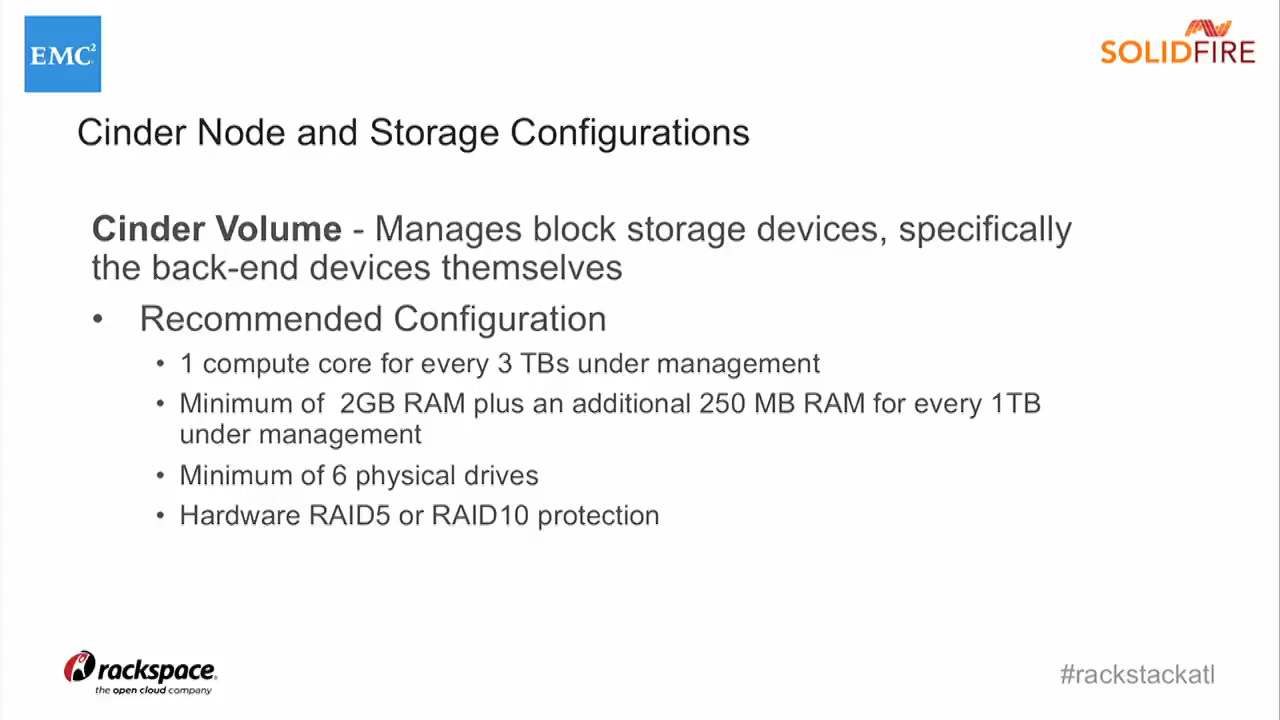 EMC²
SOLIDFIRE
Cinder Node and Storage Configurations
Cinder Volume - Manages block storage devices, specifically
the back-end devices themselves
• Recommended Configuration
• 1 compute core for every 3 TBs under management
• Minimum of  2GB RAM plus an additional 250 MB RAM for every 1TB
under management
• Minimum of 6 physical drives
• Hardware RAID5 or RAID10 protection
rackspace.
the open cloud company
#rackstackatl